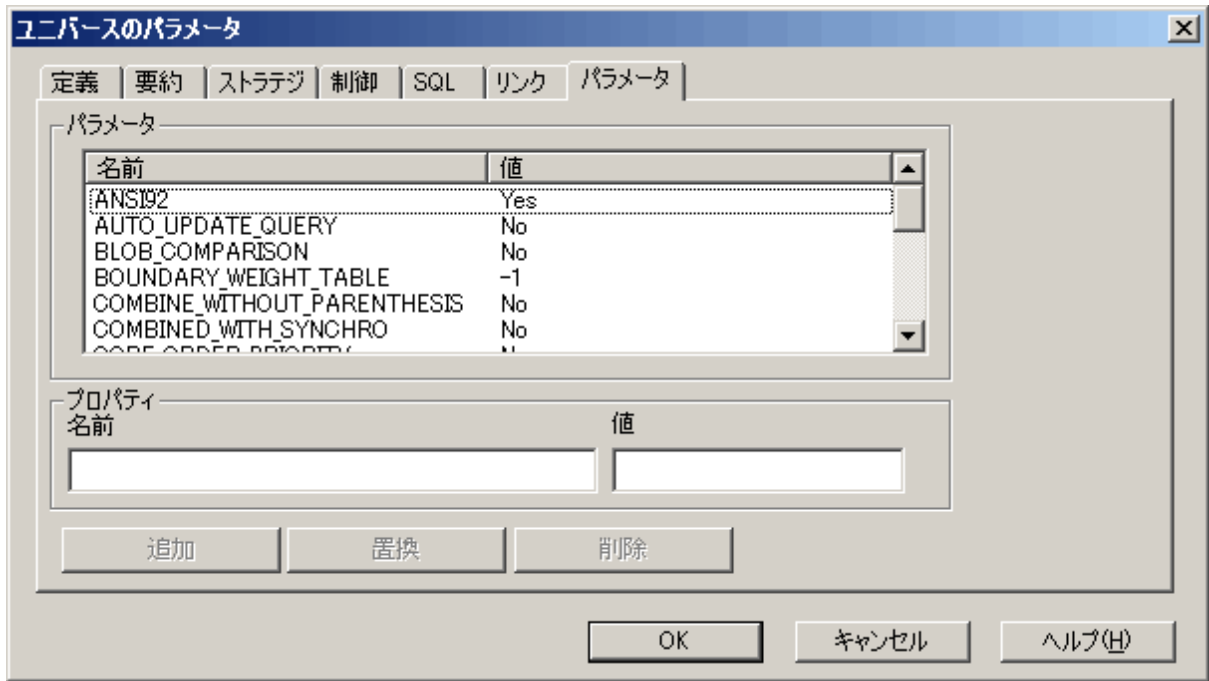 ユニバースのパラメータ
定義 要約 ストラテジ 制御 SQL リンク パラメータ
パラメータ
名前 値
ANSI92 Yes
AUTO_UPDATE_QUERY No
BLOB_COMPARISON No
BOUNDARY_WEIGHT_TABLE -1
COMBINE_WITHOUT_PARENTHESIS No
COMBINED_WITH_SYNCHRO No
プロパティ
名前 値
追加 置換 削除
OK キャンセル ヘルプ(H)